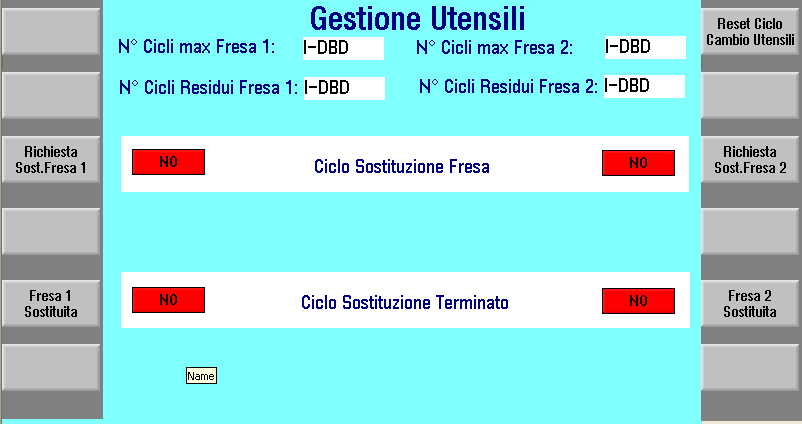 Gestione Utensili
Reset Ciclo
Cambio Utensili
N° Cicli max Fresa 1: I-DBD
N° Cicli max Fresa 2: I-DBD
N° Cicli Residui Fresa 1: I-DBD
N° Cicli Residui Fresa 2: I-DBD
Richiesta
Sost.Fresa 1
NO
Ciclo Sostituzione Fresa
NO
Richiesta
Sost.Fresa 2
Fresa 1
Sostituita
NO
Ciclo Sostituzione Terminato
NO
Fresa 2
Sostituita
Name